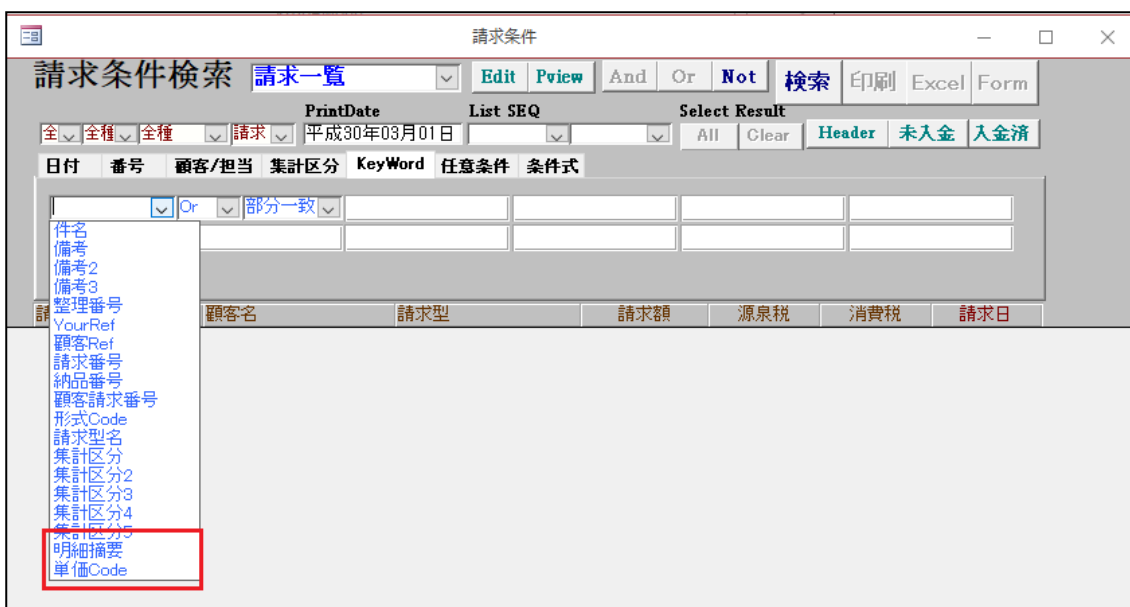 請求条件
請求条件検索 請求一覧 Edit Pview And Or Not 検索 印刷 Excel Form
PrintDate List SEQ Select Result
全 全種 全種 請求 平成30年03月01日 All Clear Header 未入金 入金済
日付 番号 顧客/担当 集計区分 KeyWord 任意条件 条件式
Or 部分一致
件名
備考
備考2
備考3
整理番号
YourRef
顧客Ref
請求番号
納品番号
顧客請求番号
形式Code
請求型名
集計区分
集計区分2
集計区分3
集計区分4
集計区分5
明細摘要
単価Code
顧客名 請求型 請求額 源泉税 消費税 請求日